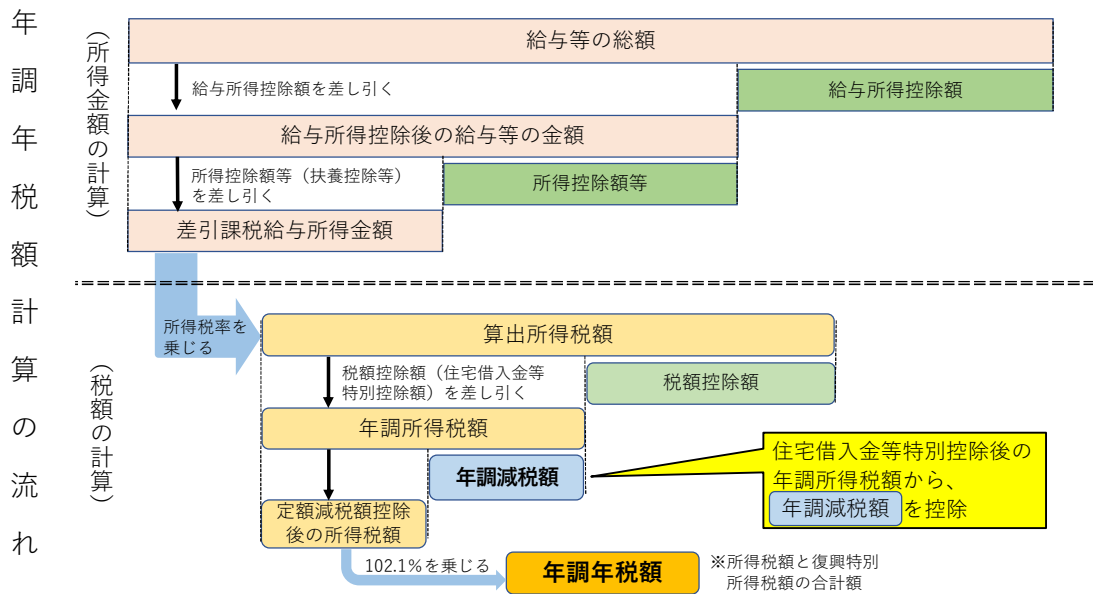 年調年税額計算の流れ
(所得金額の計算)
給与等の総額
給与所得控除額を差し引く
給与所得控除額
給与所得控除後の給与等の金額
所得控除額等（扶養控除等）
を差し引く
所得控除額等
差引課税給与所得金額
(税額の計算)
所得税率を
乗じる
算出所得税額
税額控除額（住宅借入金等
特別控除額）を差し引く
税額控除額
年調所得税額
年調減税額
住宅借入金等特別控除後の
年調所得税額から、
年調減税額 を控除
定額減税額控除
後の所得税額
102.1％を乗じる
年調年税額
※所得税額と復興特別
所得税額の合計額